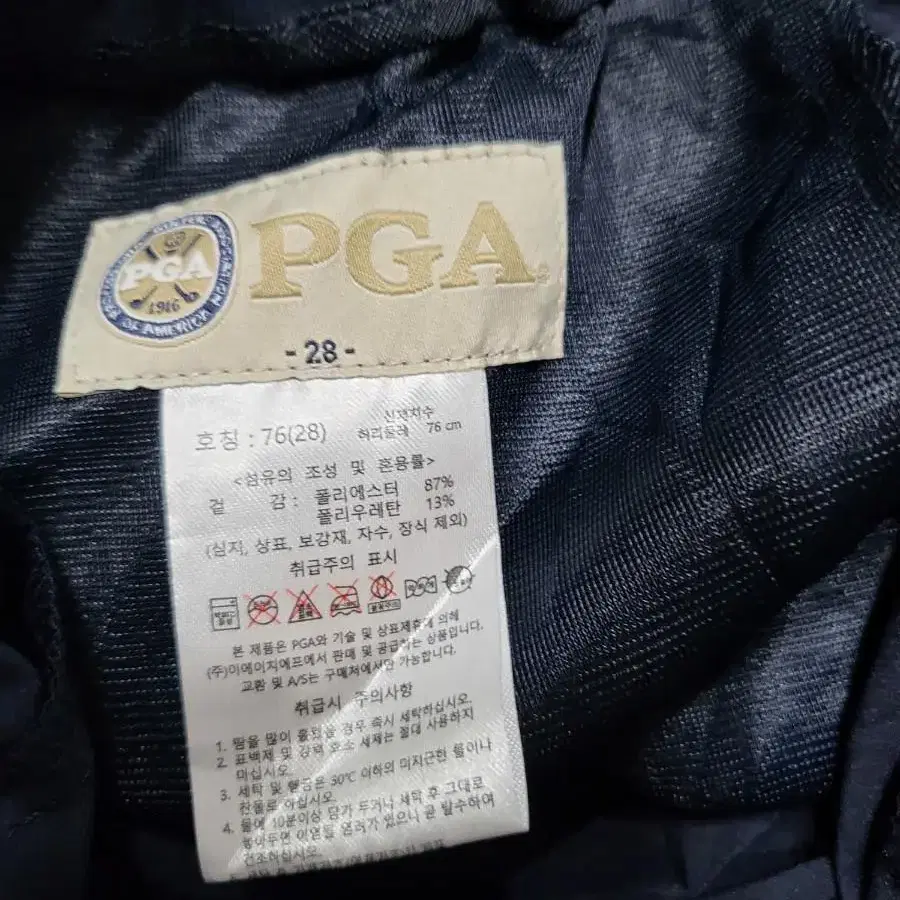 PGA
1916
OF AMERICA
PGA
- 28 -
호칭 : 76(28)
신체치수
허리둘레 76 cm
<섬유의 조성 및 혼용률>
겉 감 : 폴리에스터 87%
폴리우레탄 13%
(심지, 상표, 보강재, 자수, 장식 제외)
취급주의 표시
본 제품은 PGA와 기술 및 상표제휴에 의해
(주)이에이치에프에서 판매 및 공급하는 상품입니다.
교환 및 A/S는 구매처에서만 가능합니다.
취급시 주의사항
1. 땀을 많이 흘렸을 경우 즉시 세탁하십시오.
2. 표백제 및 강력 효소 세제는 절대 사용하지
마십시오.
3. 세탁 및 헹굼은 30℃ 이하의 미지근한 물이나
찬물로 하십시오.
4. 물에 10분이상 담가 두거나 세탁 후 그대로
놓아두면 이염될 염려가 있으니 곧 탈수하여
건조하십시오.